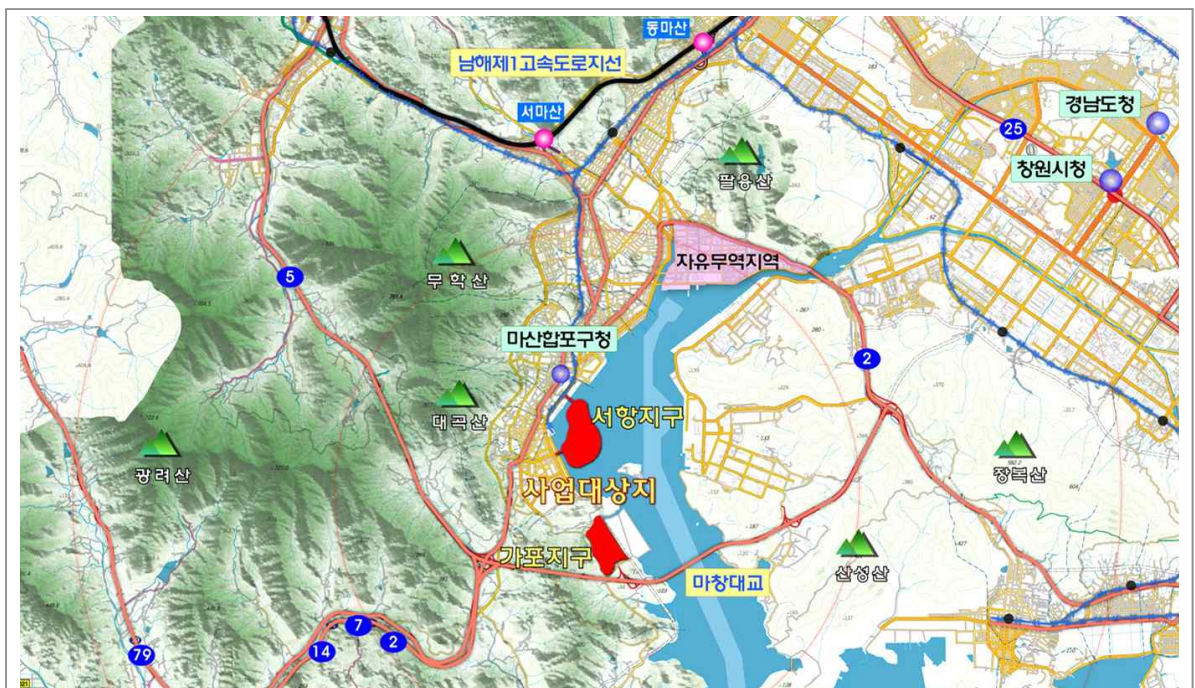 동마산
남해제1고속도로지선
서마산
경남도청
25
창원시청
팔용산
자유무역지역
무학산
5
마산합포구청
2
대곡산
서항지구
광려산
장복산
사업대상지
가포지구
산성산
마창대교
7
2
14
79